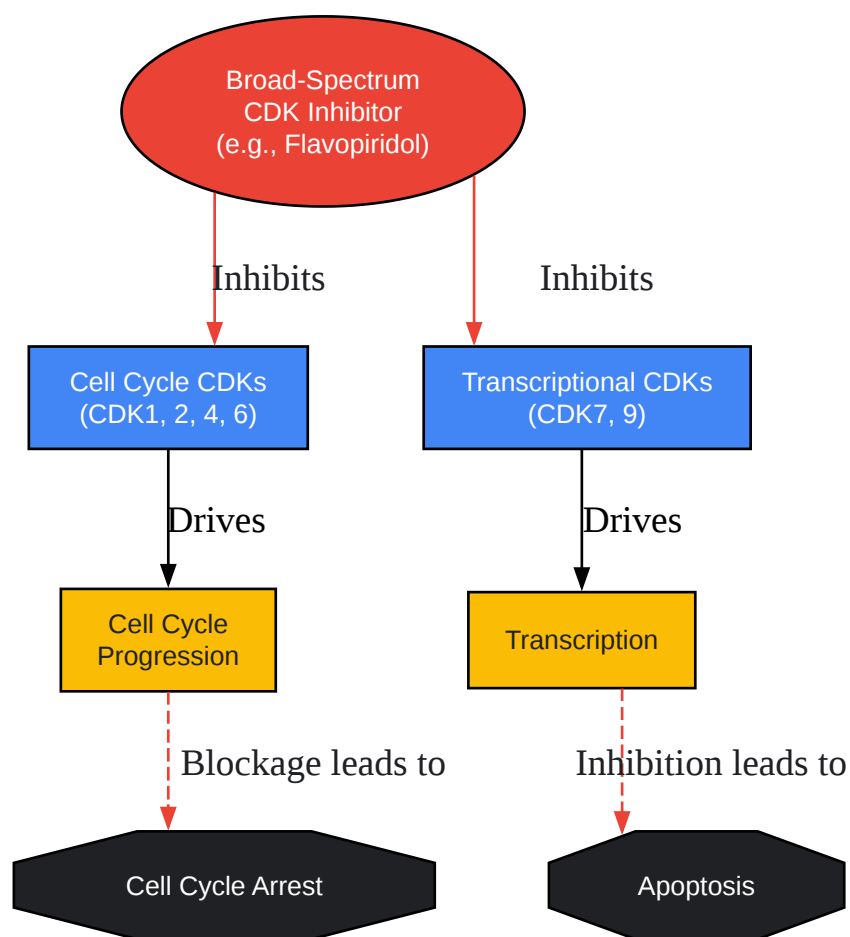 Broad-Spectrum
CDK Inhibitor
(e.g., Flavopiridol)
Inhibits
Inhibits
Cell Cycle CDKs
(CDK1, 2, 4, 6)
Transcriptional CDKs
(CDK7, 9)
Drives
Drives
Cell Cycle
Progression
Transcription
Blockage leads to
Inhibition leads to
Cell Cycle Arrest
Apoptosis